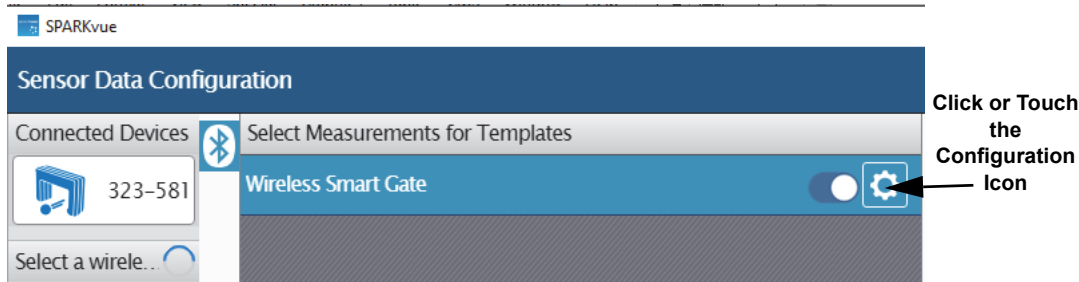 SPARKvue
Sensor Data Configuration
Connected Devices
Select Measurements for Templates
323-581
Wireless Smart Gate
Select a wirele...
Click or Touch
the
Configuration
Icon